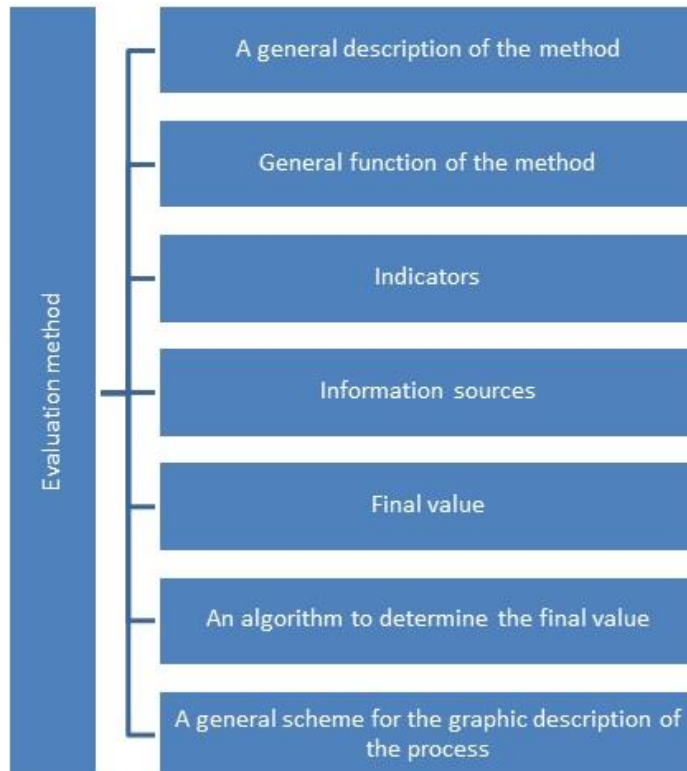 Evaluation method
A general description of the method
General function of the method
Indicators
Information sources
Final value
An algorithm to determine the final value
A general scheme for the graphic description of
the process